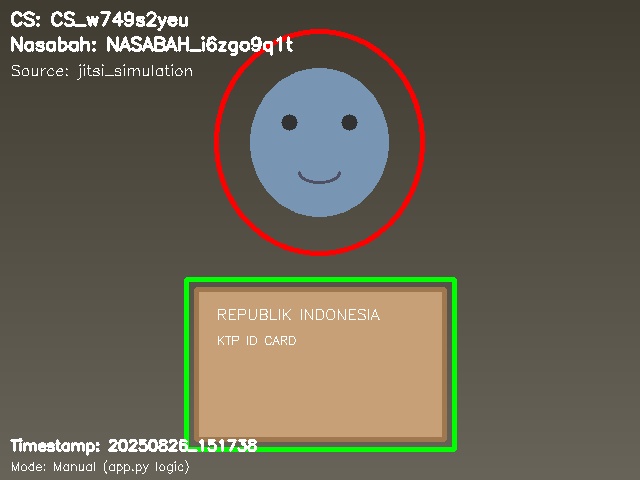 CS: CS_w749s2yeu
Nasabah: NASABAH_i6zgo9q1t
Source: jitsi_simulation
REPUBLIK INDONESIA
KTP ID CARD
Timestamp: 20250826_151738
Mode: Manual (app.py logic)